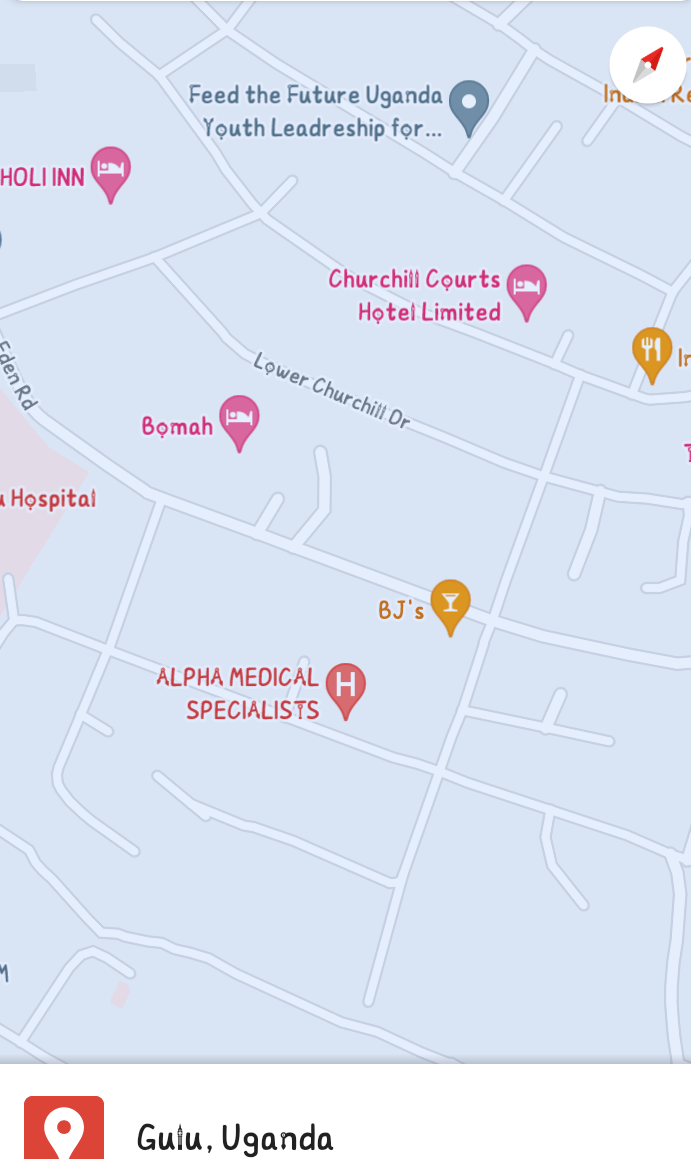 Feed the Future Uganda
Youth Leadreship for...
HOLI INN
Churchill Courts
Hotel Limited
Eden Rd
Lower Churchill Dr
Bomah
Hospital
BJ's
ALPHA MEDICAL
SPECIALISTS
Gulu, Uganda